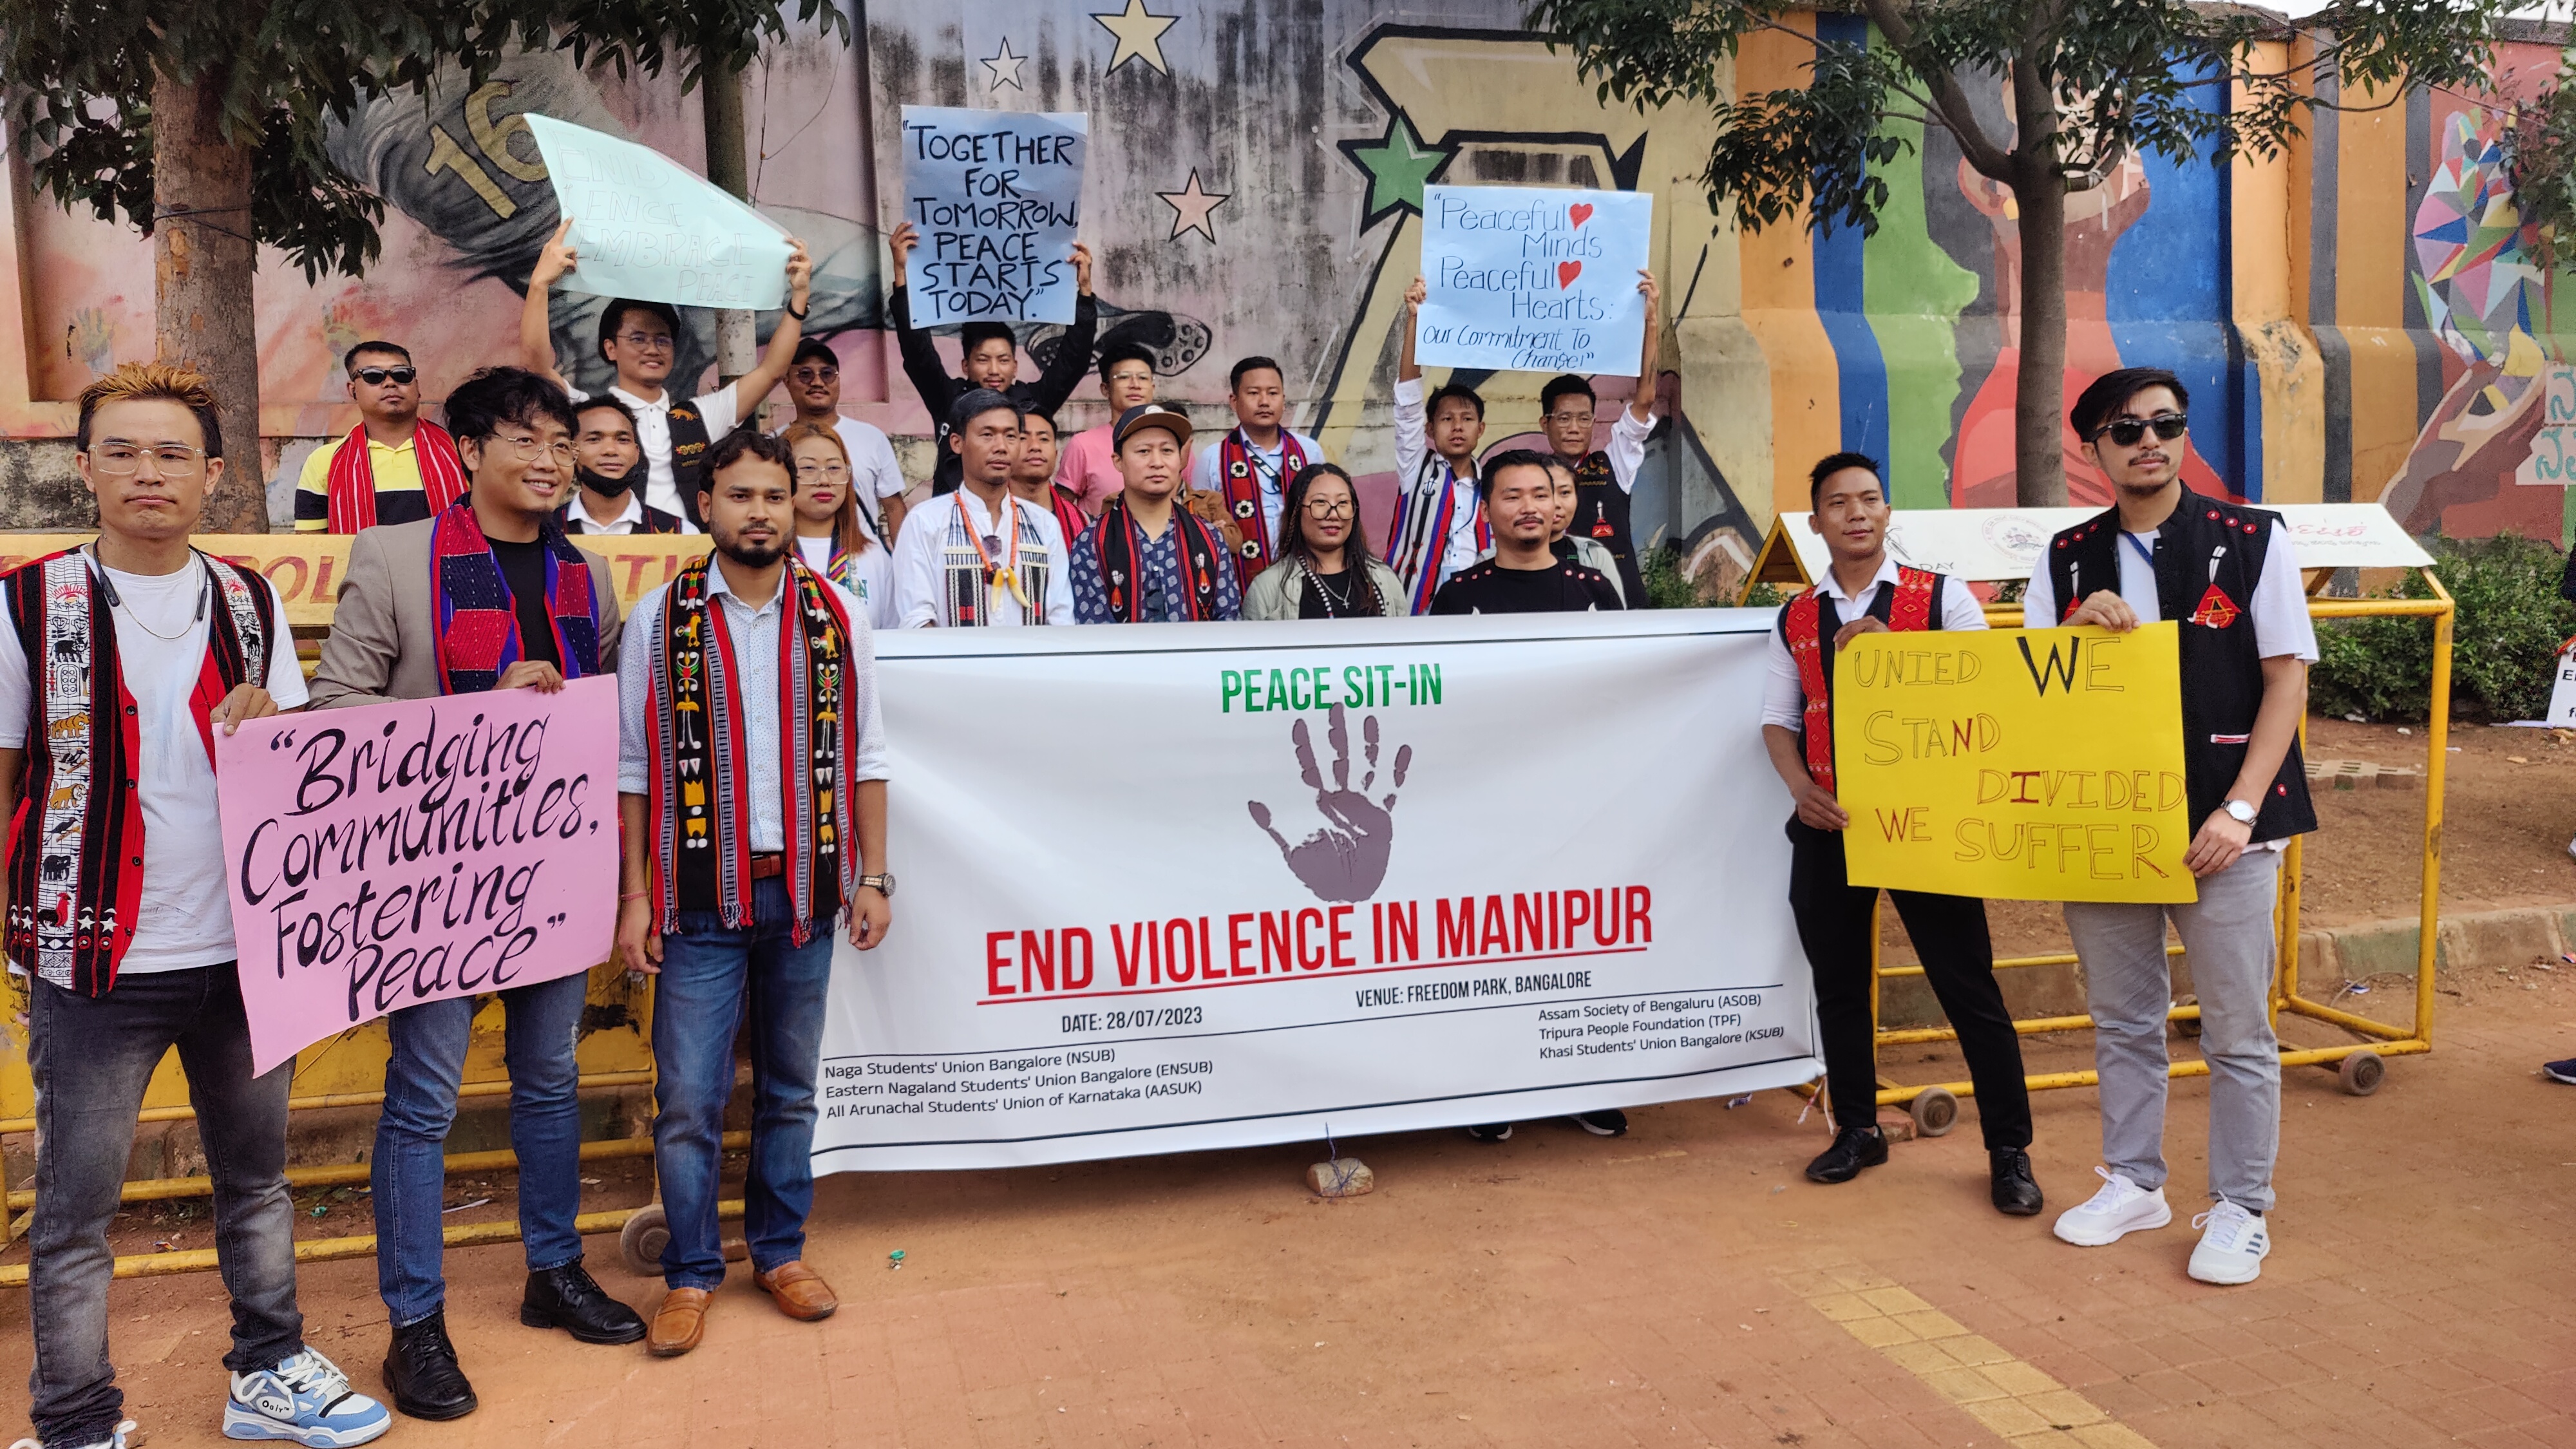 16
END
EMBRACE
PEACE
"TOGETHER
FOR
TOMORROW,
PEACE
STARTS
TODAY."
"Peaceful
Minds
Peaceful
Hearts:
Our Commitment To
Change!"
"Bridging
Communities,
Fostering
Peace"
PEACE SIT-IN
END VIOLENCE IN MANIPUR
DATE: 28/07/2023
VENUE: FREEDOM PARK, BANGALORE
Naga Students' Union Bangalore (NSUB)
Eastern Nagaland Students' Union Bangalore (ENSUB)
All Arunachal Students' Union of Karnataka (AASUK)
Assam Society of Bengaluru (ASOB)
Tripura People Foundation (TPF)
Khasi Students' Union Bangalore (KSUB)
UNIED WE
STAND
DIVIDED
WE SUFFER